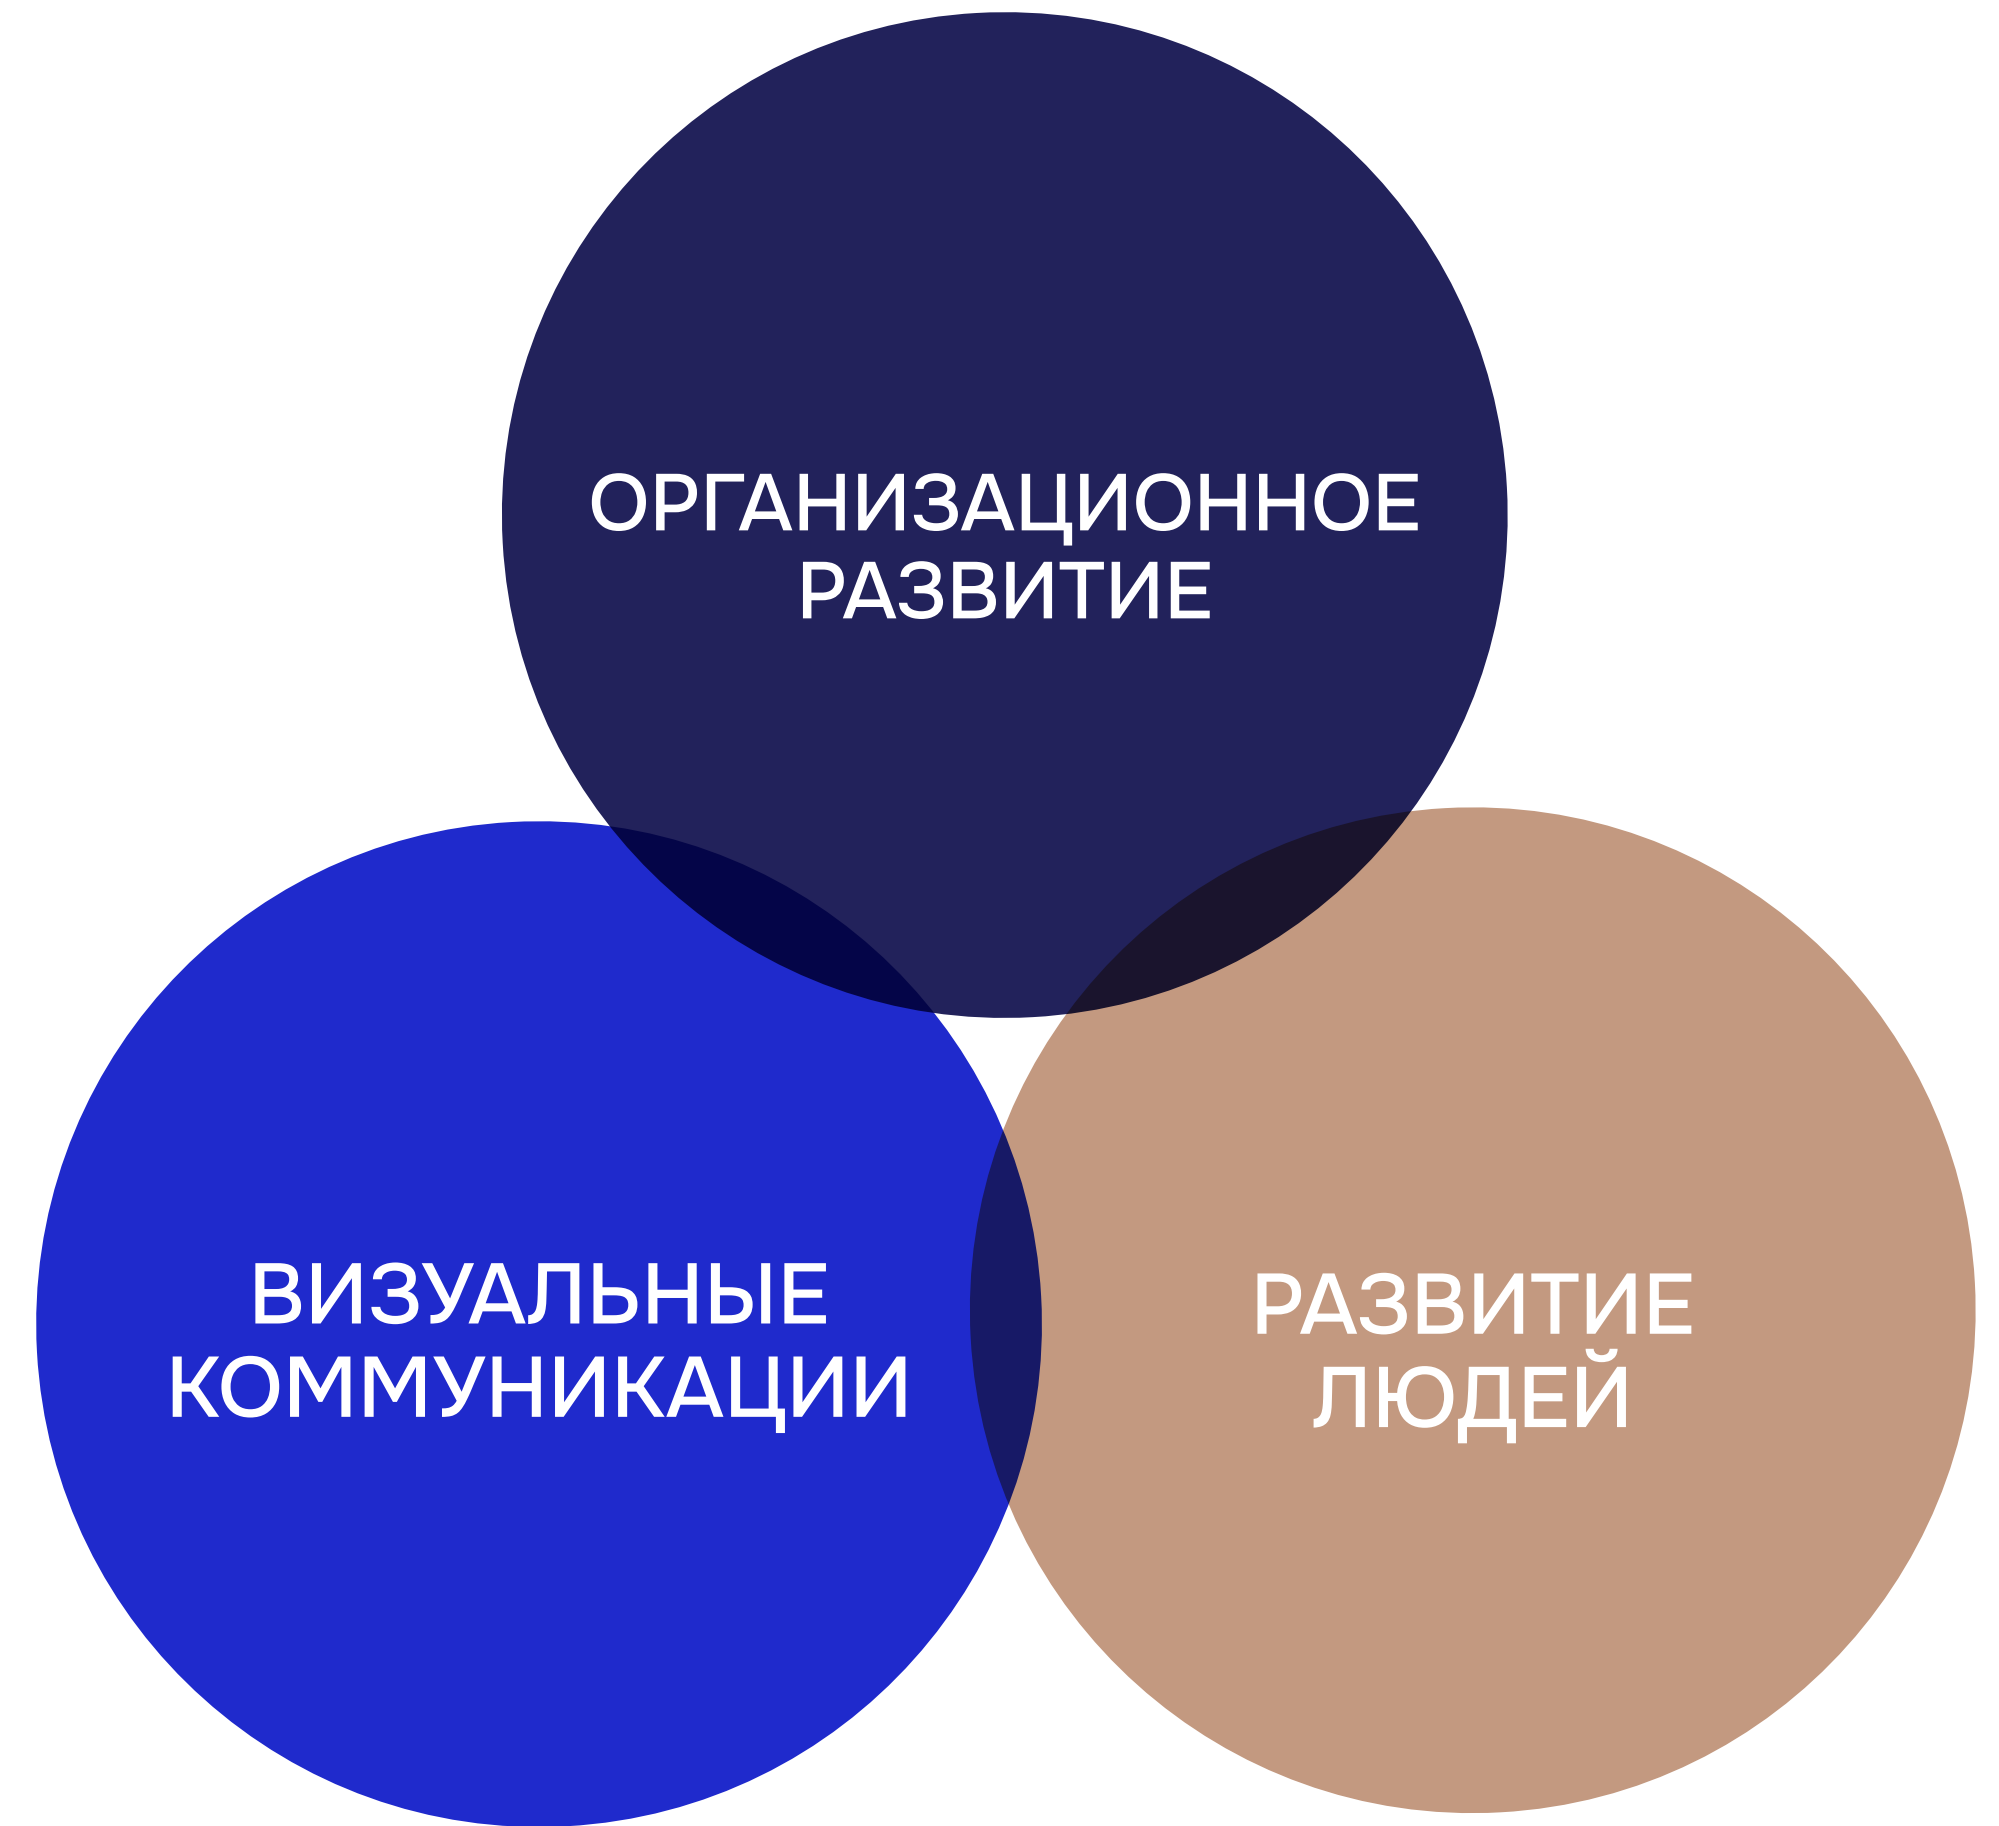 ОРГАНИЗАЦИОННОЕ
РАЗВИТИЕ
ВИЗУАЛЬНЫЕ
КОММУНИКАЦИИ
РАЗВИТИЕ
ЛЮДЕЙ